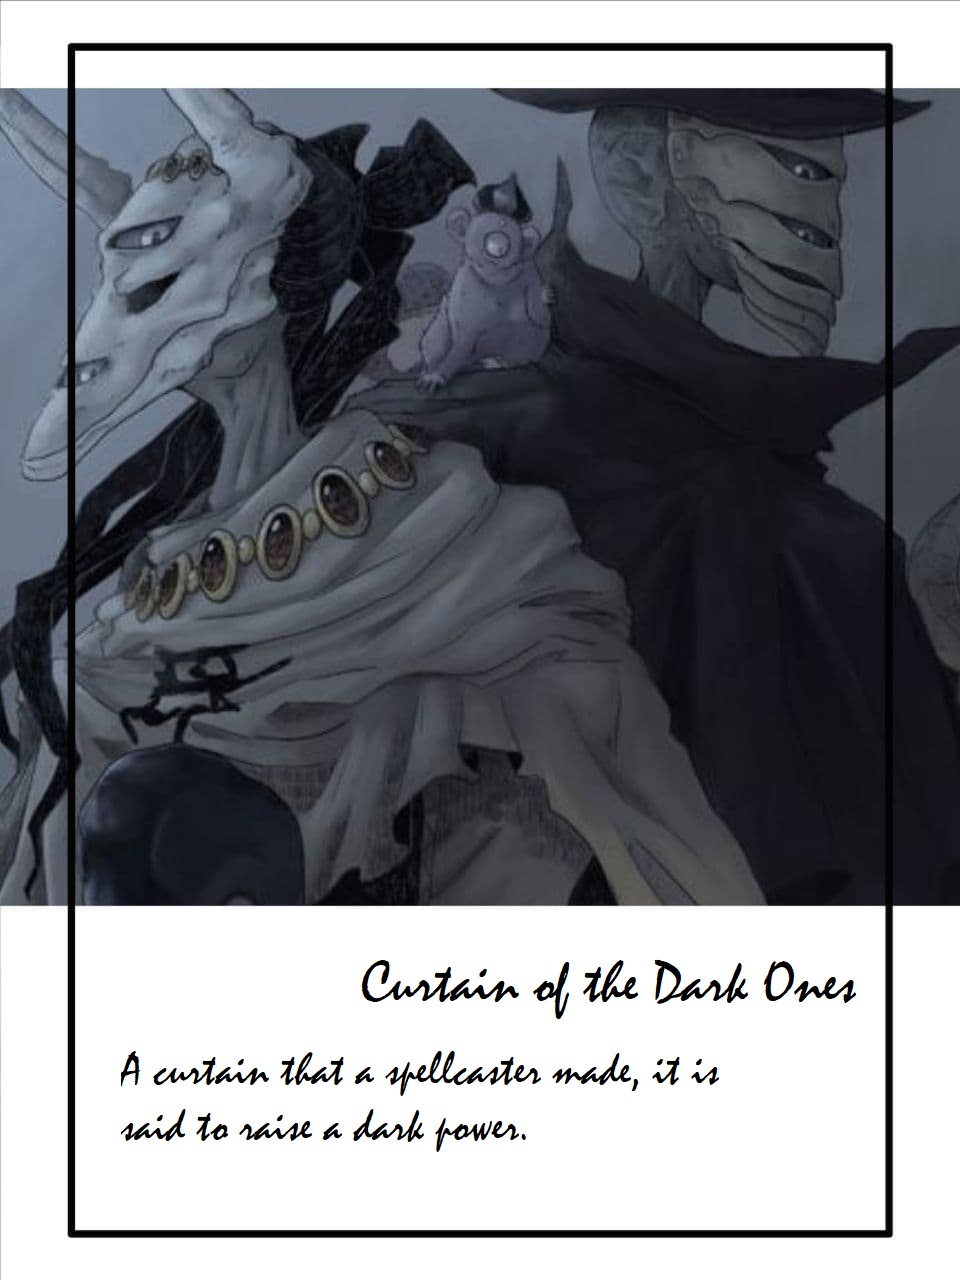 Curtain of the Dark Ones
A curtain that a spellcaster made, it is
said to raise a dark power.